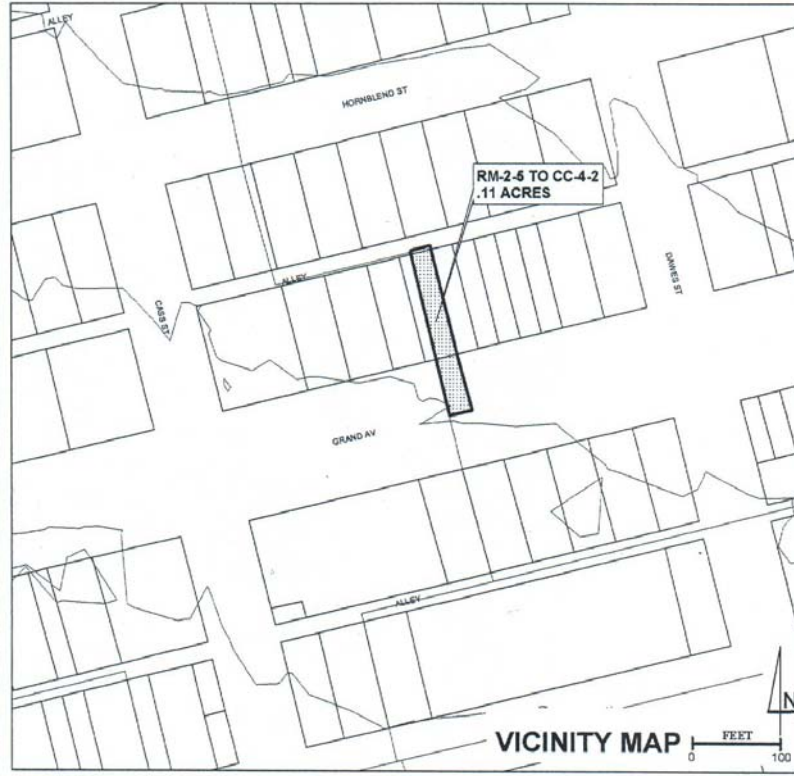 ALLEY
HORNBLEND ST
RM-2-5 TO CC-4-2
.11 ACRES
ALLEY
DAWES ST
CASS ST
GRAND AV
ALLEY
N
VICINITY MAP
FEET
0 100